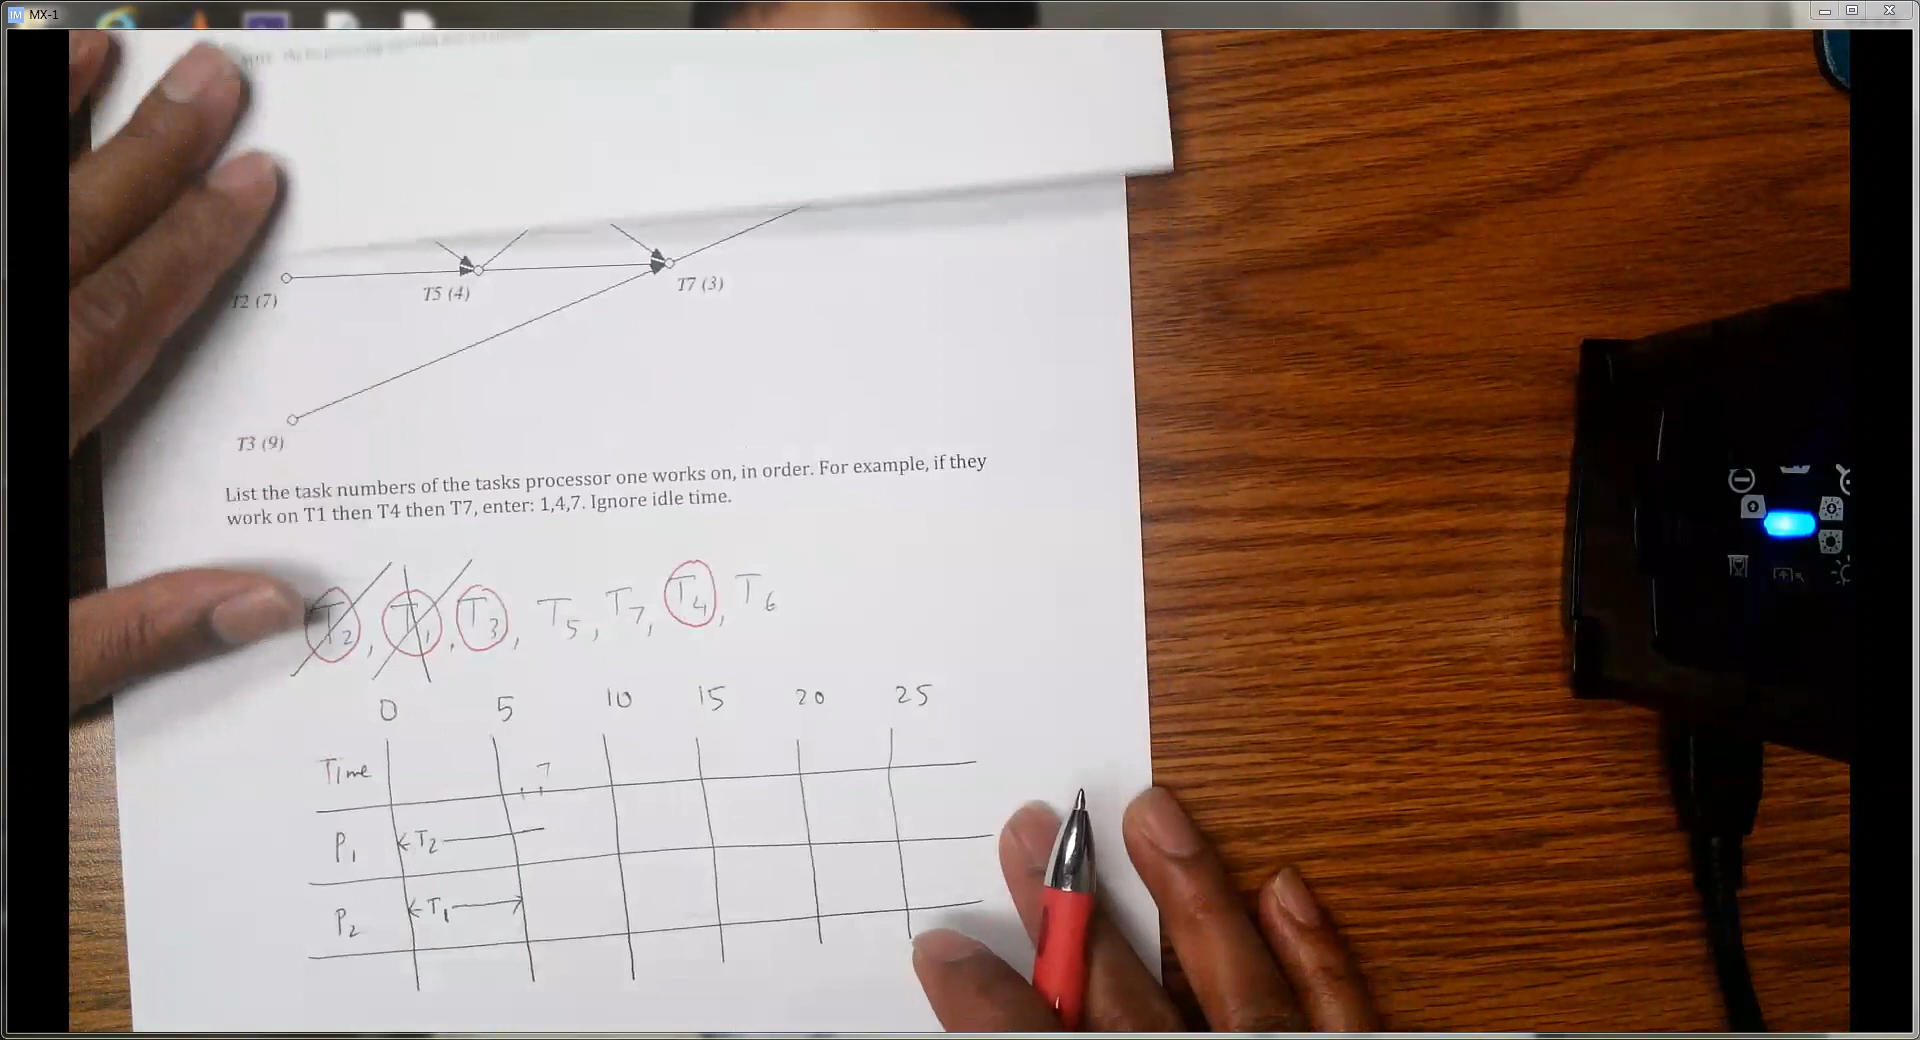 MX-1
T2 (7)
T5 (4)
T7 (3)
T3 (9)
List the task numbers of the tasks processor one works on, in order. For example, if they
work on T1 then T4 then T7, enter: 1,4,7. Ignore idle time.
T2, T1, T3, T5, T7, T4, T6
0 5 10 15 20 25
Time 7
P1 T2
P2 T1